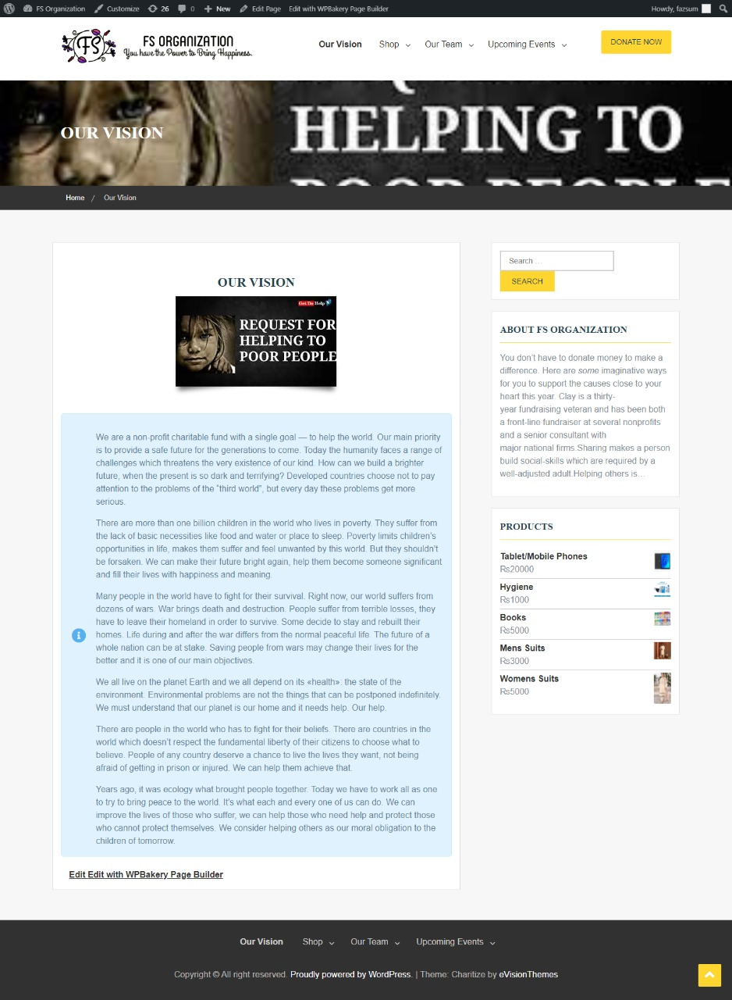 FS Organization Customize 26 0 New Edit Page Edit with WPBakery Page Builder Howdy, fazsum
FS ORGANIZATION
You have the Power to Bring Happiness.
FS
Our Vision Shop Our Team Upcoming Events DONATE NOW
OUR VISION
HELPING TO
POOR PEOPLE
Home / Our Vision
OUR VISION
Get Do Help
REQUEST FOR
HELPING TO
POOR PEOPLE
We are a non-profit charitable fund with a single goal — to help the world. Our main priority
is to provide a safe future for the generations to come. Today the humanity faces a range of
challenges which threatens the very existence of our kind. How can we build a brighter
future, when the present is so dark and terrifying? Developed countries choose not to pay
attention to the problems of the “third world”, but every day these problems get more
serious.
There are more than one billion children in the world who lives in poverty. They suffer from
the lack of basic necessities like food and water or place to sleep. Poverty limits children’s
opportunities in life, makes them suffer and feel unwanted by this world. But they shouldn’t
be forsaken. We can make their future bright again, help them become someone significant
and fill their lives with happiness and meaning.
Many people in the world have to fight for their survival. Right now, our world suffers from
dozens of wars. War brings death and destruction. People suffer from terrible losses, they
have to leave their homeland in order to survive. Some decide to stay and rebuilt their
homes. Life during and after the war differs from the normal peaceful life. The future of a
whole nation can be at stake. Saving people from wars may change their lives for the
better and it is one of our main objectives.
We all live on the planet Earth and we all depend on its «health»: the state of the
environment. Environmental problems are not the things that can be postponed indefinitely.
We must understand that our planet is our home and it needs help. Our help.
There are people in the world who has to fight for their beliefs. There are countries in the
world which doesn’t respect the fundamental liberty of their citizens to choose what to
believe. People of any country deserve a chance to live the lives they want, not being
afraid of getting in prison or injured. We can help them achieve that.
Years ago, it was ecology what brought people together. Today we have to work all as one
to try to bring peace to the world. It’s what each and every one of us can do. We can
improve the lives of those who suffer, we can help those who need help and protect those
who cannot protect themselves. We consider helping others as our moral obligation to the
children of tomorrow.
Edit Edit with WPBakery Page Builder
Search …
SEARCH
ABOUT FS ORGANIZATION
You don’t have to donate money to make a
difference. Here are some imaginative ways
for you to support the causes close to your
heart this year. Clay is a thirty-
year fundraising veteran and has been both
a front-line fundraiser at several nonprofits
and a senior consultant with
major national firms.Sharing makes a person
build social-skills which are required by a
well-adjusted adult.Helping others is…
PRODUCTS
Tablet/Mobile Phones
₨20000
Hygiene
₨1000
Books
₨5000
Mens Suits
₨3000
Womens Suits
₨5000
Our Vision Shop Our Team Upcoming Events
Copyright © All right reserved. Proudly powered by WordPress. | Theme: Charitize by eVisionThemes